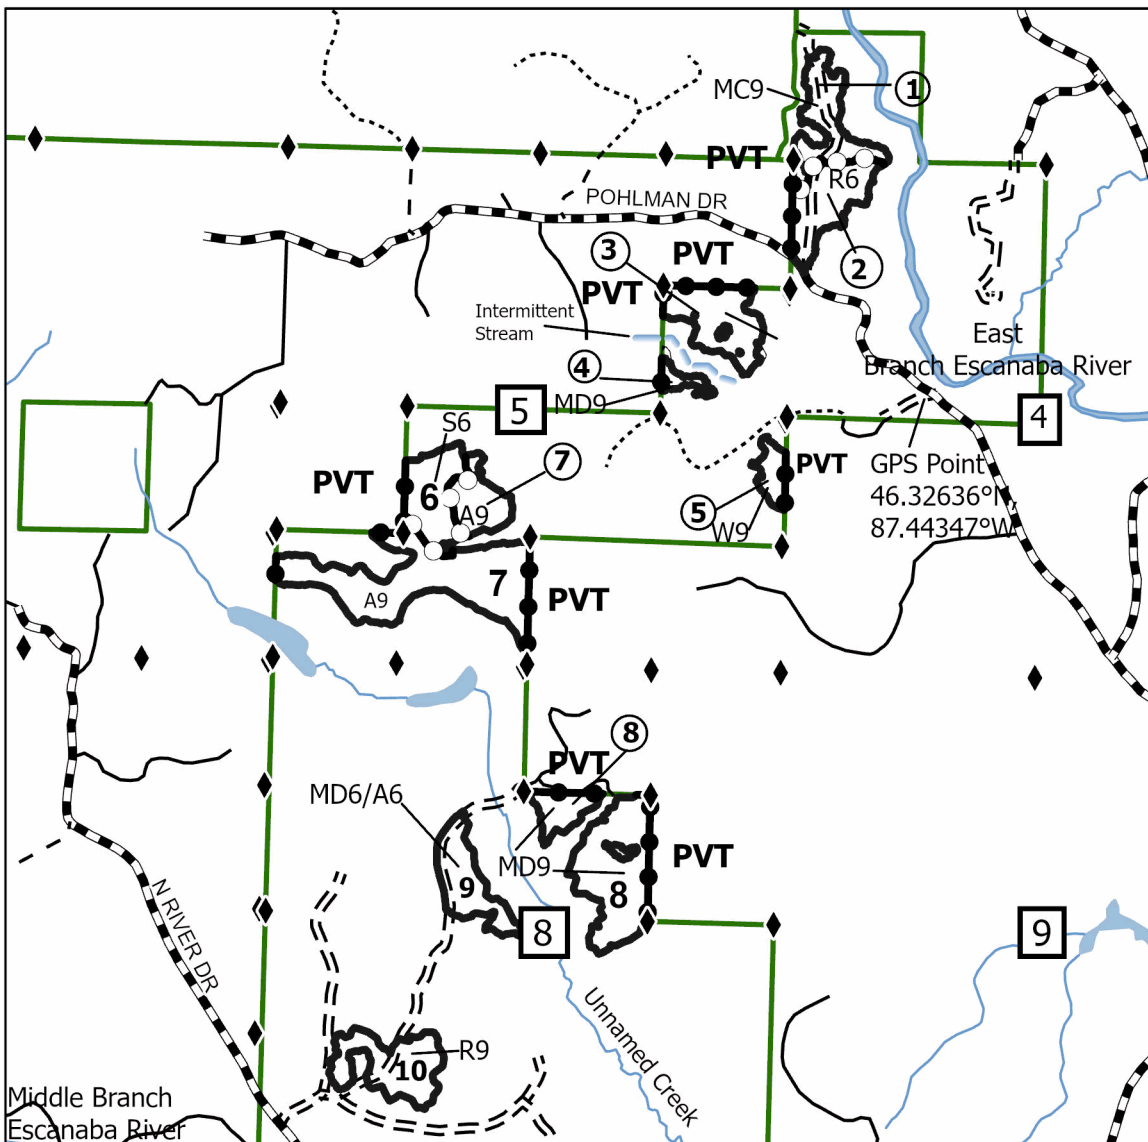 MC9
1
PVT
R6
POHLMAN DR
2
3
PVT
PVT
Intermittent
Stream
East
Branch Escanaba River
4
MD9
5
4
S6
PVT
6
7
A9
PVT
GPS Point
46.32636°N,
87.44347°W
5
W9
7
A9
PVT
8
PVT
MD6/A6
MD9
PVT
9
8
8
9
N RIVER DR
Unnamed Creek
R9
10
Middle Branch
Escanaba River